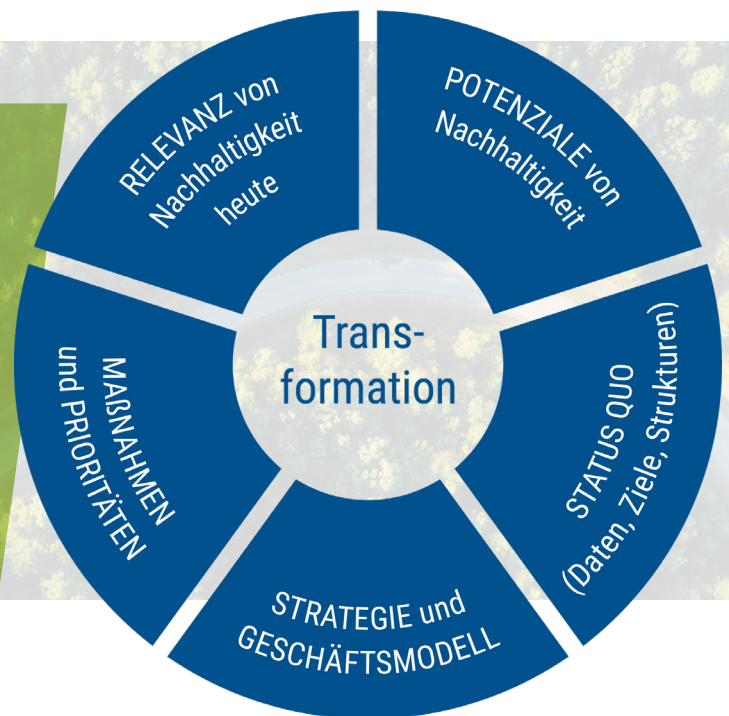 RELEVANZ von
Nachhaltigkeit
heute
POTENZIALE von
Nachhaltigkeit
STATUS QUO
(Daten, Ziele, Strukturen)
STRATEGIE und
GESCHÄFTSMODELL
MAẞNAHMEN
und PRIORITÄTEN
Trans-
formation